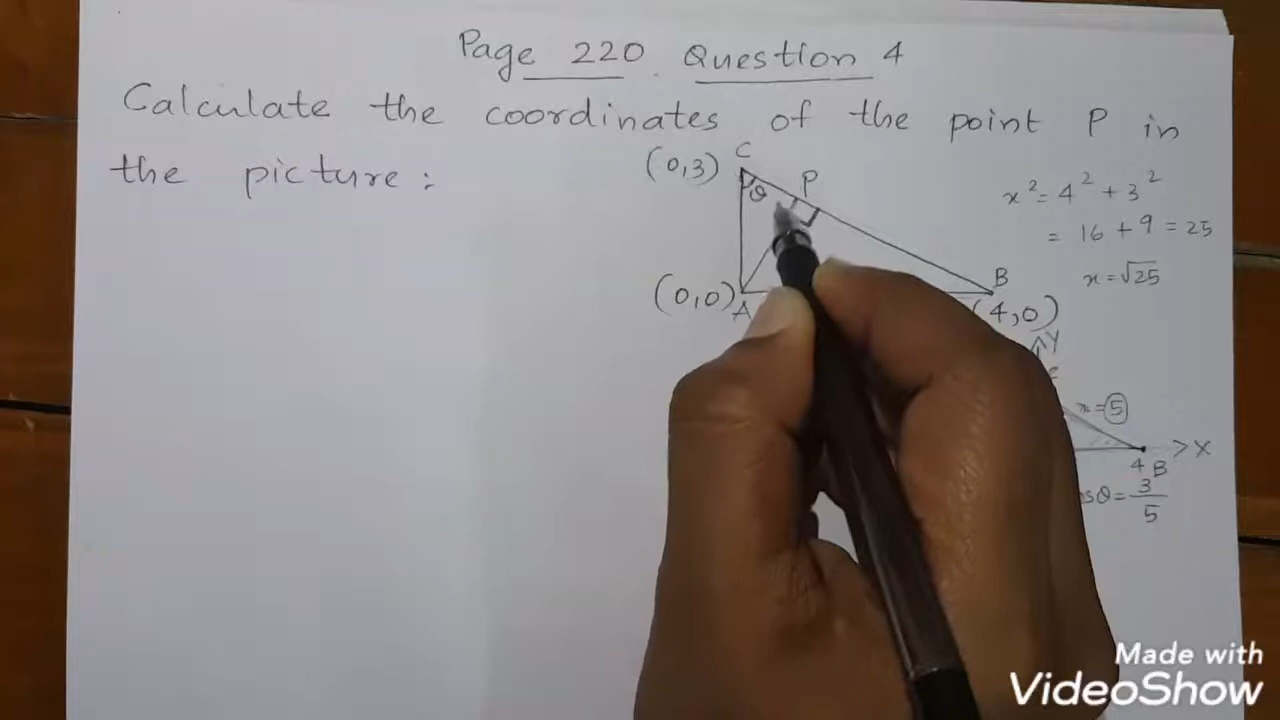 Page 220 Question 4
Calculate the coordinates of the point P in
the picture :
C
(0,3)
P
θ
x² = 4² + 3²
= 16 + 9 = 25
x = √25
B
(0,0)
A
(4,0)
Y
x = 5
X
4 B
sθ = 3/5
Made with
VideoShow